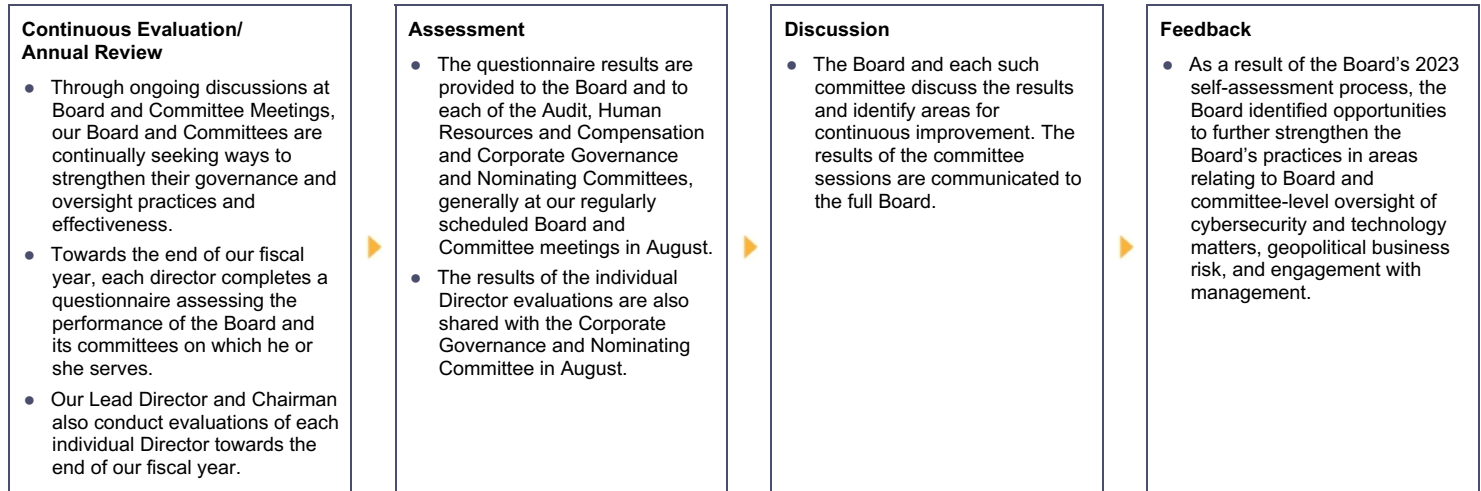 Continuous Evaluation/
Annual Review
● Through ongoing discussions at
Board and Committee Meetings,
our Board and Committees are
continually seeking ways to
strengthen their governance and
oversight practices and
effectiveness.
● Towards the end of our fiscal
year, each director completes a
questionnaire assessing the
performance of the Board and
its committees on which he or
she serves.
● Our Lead Director and Chairman
also conduct evaluations of each
individual Director towards the
end of our fiscal year.
Assessment
● The questionnaire results are
provided to the Board and to
each of the Audit, Human
Resources and Compensation
and Corporate Governance
and Nominating Committees,
generally at our regularly
scheduled Board and
Committee meetings in August.
● The results of the individual
Director evaluations are also
shared with the Corporate
Governance and Nominating
Committee in August.
Discussion
● The Board and each such
committee discuss the results
and identify areas for
continuous improvement. The
results of the committee
sessions are communicated to
the full Board.
Feedback
● As a result of the Board’s 2023
self-assessment process, the
Board identified opportunities
to further strengthen the
Board’s practices in areas
relating to Board and
committee-level oversight of
cybersecurity and technology
matters, geopolitical business
risk, and engagement with
management.